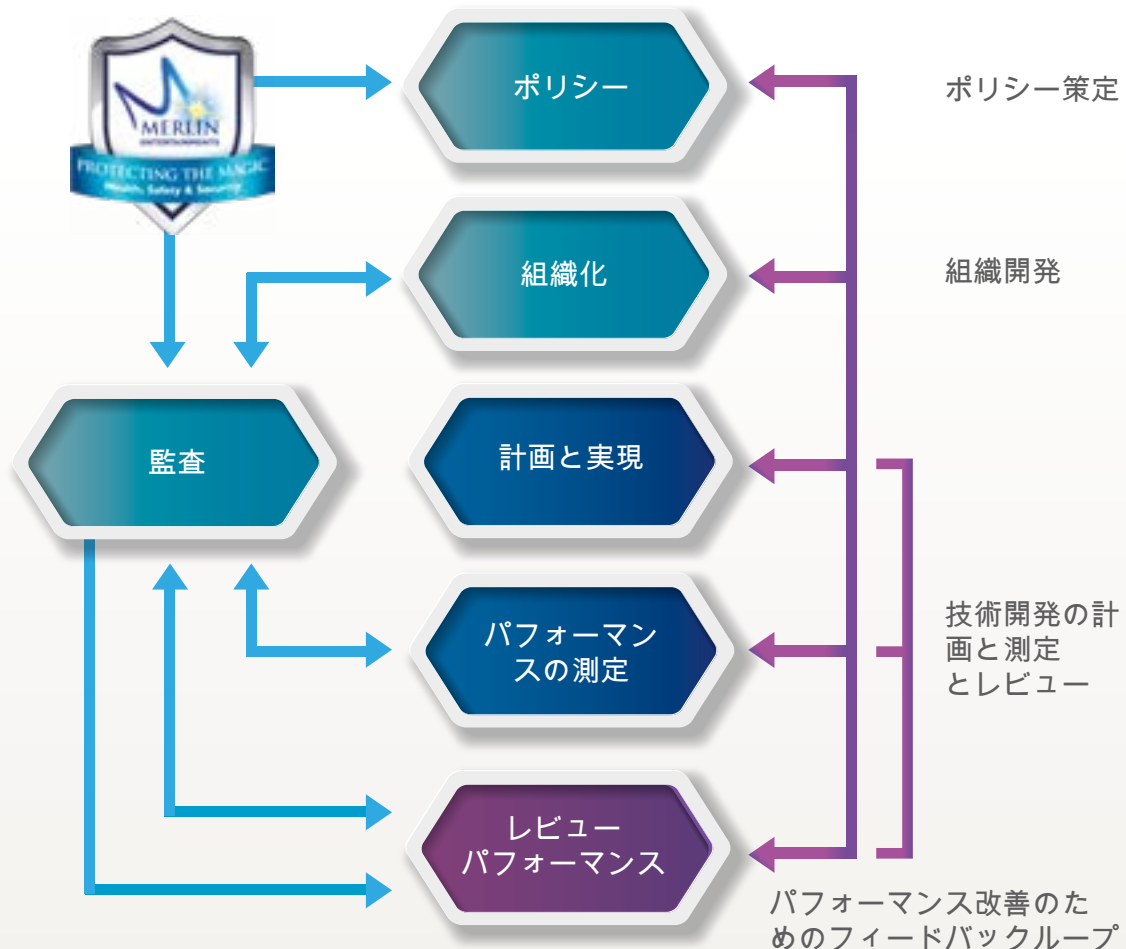 MERLIN
ENTERTAINMENTS
PROTECTING THE MAGIC
Health, Safety & Security
ポリシー
ポリシー策定
組織化
組織開発
監査
計画と実現
パフォーマン
スの測定
技術開発の計
画と測定
とレビュー
レビュー
パフォーマンス
パフォーマンス改善のた
めのフィードバックループ